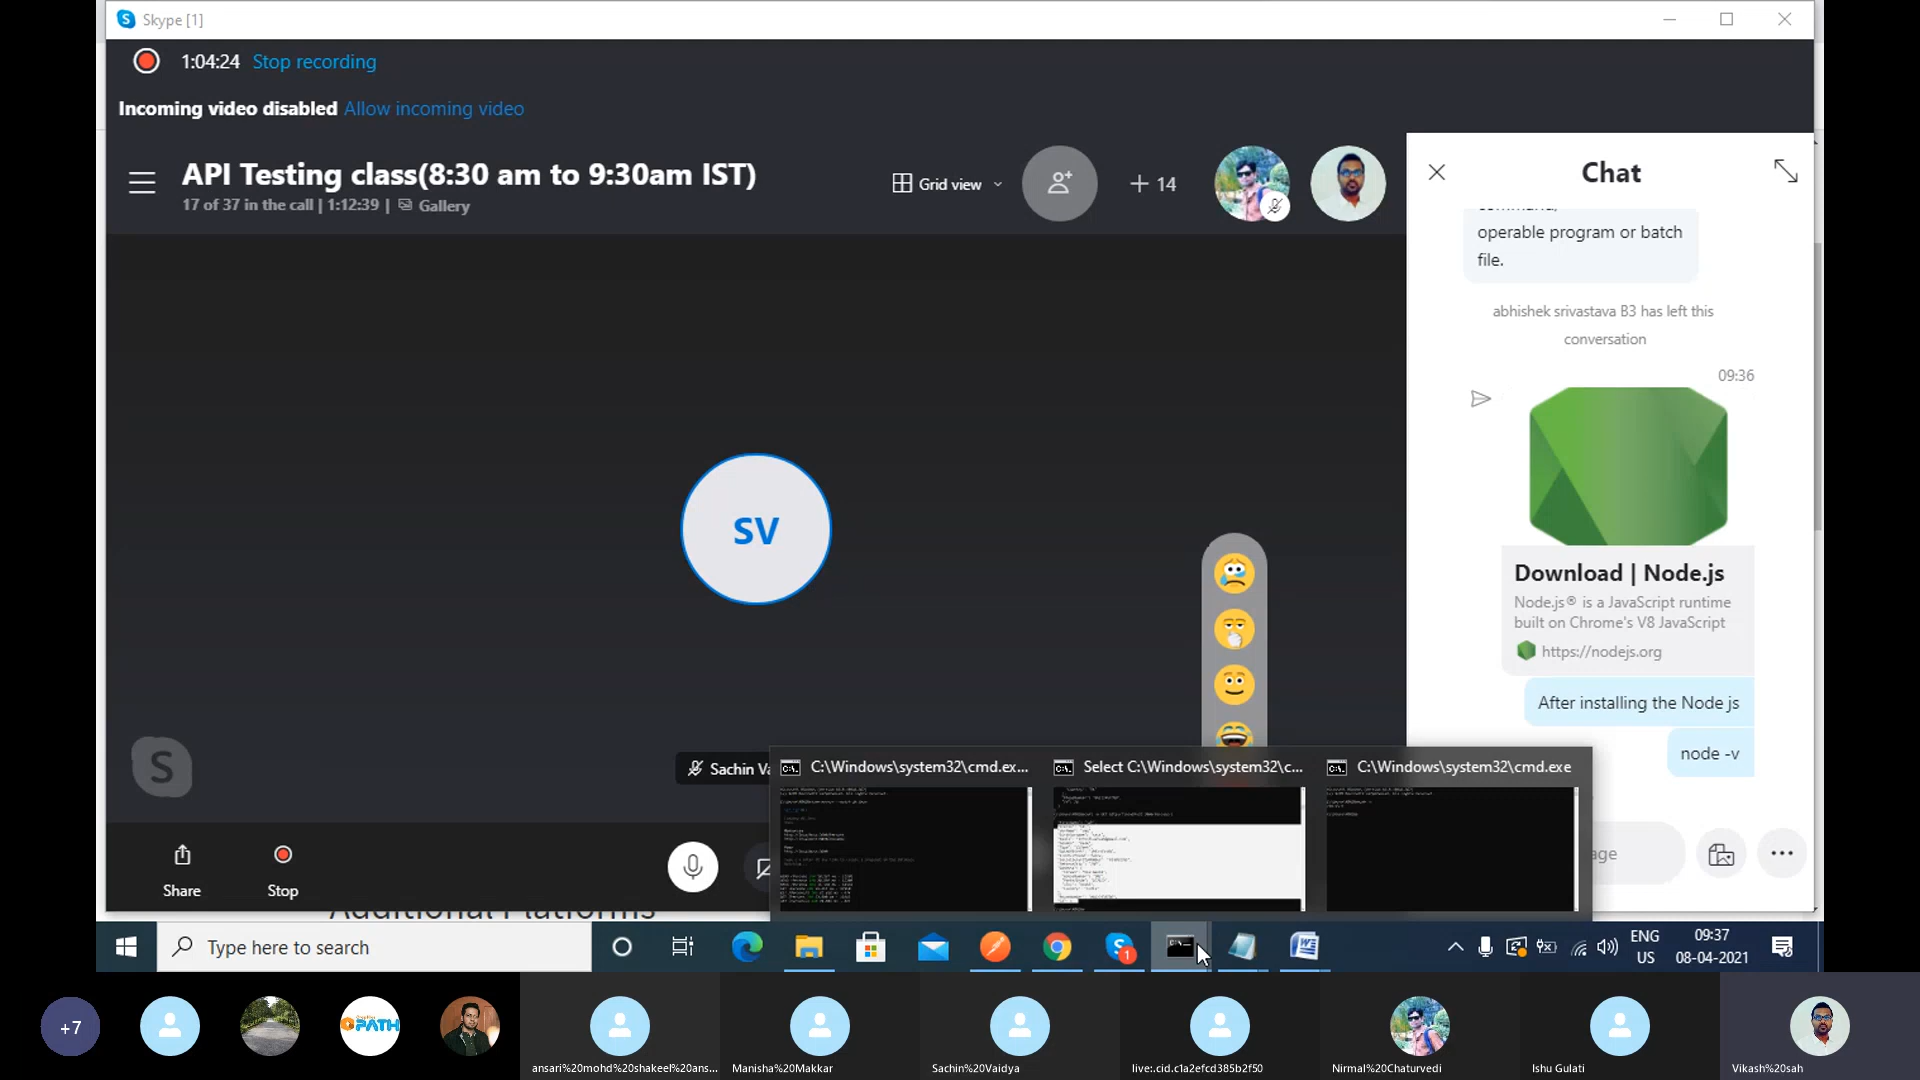 Skype [1]
1:04:24 Stop recording
Incoming video disabled Allow incoming video
API Testing class(8:30 am to 9:30am IST)
17 of 37 in the call | 1:12:39 | Gallery
Grid view
+ 14
Chat
operable program or batch
file.
abhishek srivastava B3 has left this
conversation
09:36
Download | Node.js
Node.js® is a JavaScript runtime
built on Chrome's V8 JavaScript
https://nodejs.org
After installing the Node js
node -v
SV
S
Sachin Va
C:\Windows\system32\cmd.ex...
Select C:\Windows\system32\c...
C:\Windows\system32\cmd.exe
Share
Stop
age
Additional Platforms
Type here to search
1
ENG
US
09:37
08-04-2021
+7
PATH
ansari%20mohd%20shakeel%20ans...
Manisha%20Makkar
Sachin%20Vaidya
live:.cid.c1a2efcd385b2f50
Nirmal%20Chaturvedi
Ishu Gulati
Vikash%20sah